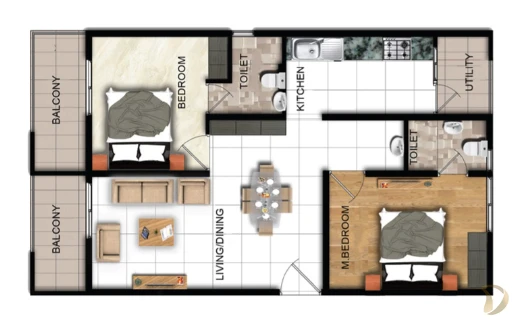 BALCONY
BEDROOM
TOILET
KITCHEN
UTILITY
TOILET
BALCONY
LIVING/DINING
M.BEDROOM